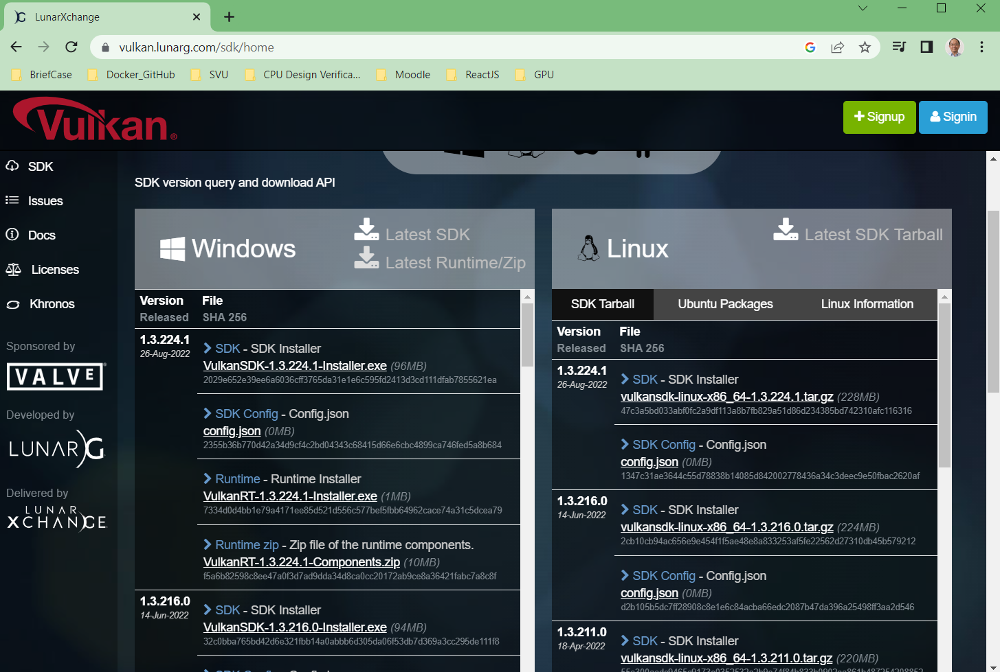 LunarXchange
vulkan.lunarg.com/sdk/home
BriefCase
Docker_GitHub
SVU
CPU Design Verifica...
Moodle
ReactJS
GPU
Vulkan®
Signup
Signin
SDK
Issues
Docs
Licenses
Khronos
Sponsored by
VALVE
Developed by
LUNARG
Delivered by
LUNAR
XCHANGE
SDK version query and download API
Windows
Latest SDK
Latest Runtime/Zip
Version File
Released SHA 256
1.3.224.1
26-Aug-2022
SDK - SDK Installer
VulkanSDK-1.3.224.1-Installer.exe (96MB)
2029e652e39ee6a6036cff3765da31e1e6c595fd2413d3cd111dfab7855621ea
SDK Config - Config.json
config.json (0MB)
2355b36b770d42a34d9cf4c2bd04343c68415d66e6cbc4899ca746fed5a8b684
Runtime - Runtime Installer
VulkanRT-1.3.224.1-Installer.exe (1MB)
7334d0d4bb1e79a4171ee85d521d556c577bef5fbb64962cace74a31c5dcea79
Runtime zip - Zip file of the runtime components.
VulkanRT-1.3.224.1-Components.zip (10MB)
f5a6b82598c8ee47a0f3d7ad9dda34d8ca0cc20172ab9ce8a36421fabc7a8c8f
1.3.216.0
14-Jun-2022
SDK - SDK Installer
VulkanSDK-1.3.216.0-Installer.exe (94MB)
32c0bba765bd42d6e321fbb14a0abbb6d305da06f53db7d369a3cc295de111f8
Linux
Latest SDK Tarball
SDK Tarball
Ubuntu Packages
Linux Information
Version File
Released SHA 256
1.3.224.1
26-Aug-2022
SDK - SDK Installer
vulkansdk-linux-x86_64-1.3.224.1.tar.gz (228MB)
47c3a5bd033abf0fc2a9df113a8b7fb829a51d86d234385bd742310afc116316
SDK Config - Config.json
config.json (0MB)
1347c31ae3644c55d78838b14085d842002778436a34c3deec9e50fbac2620af
1.3.216.0
14-Jun-2022
SDK - SDK Installer
vulkansdk-linux-x86_64-1.3.216.0.tar.gz (224MB)
2cb10cb94ac656e9e454f1f5ae48e8a833253af5fe22562d27310db45b579212
SDK Config - Config.json
config.json (0MB)
d2b105b5dc7ff28908c8e1e6c84acba66edc2087b47da396a25498ff3aa2d546
1.3.211.0
18-Apr-2022
SDK - SDK Installer
vulkansdk-linux-x86_64-1.3.211.0.tar.gz (220MB)